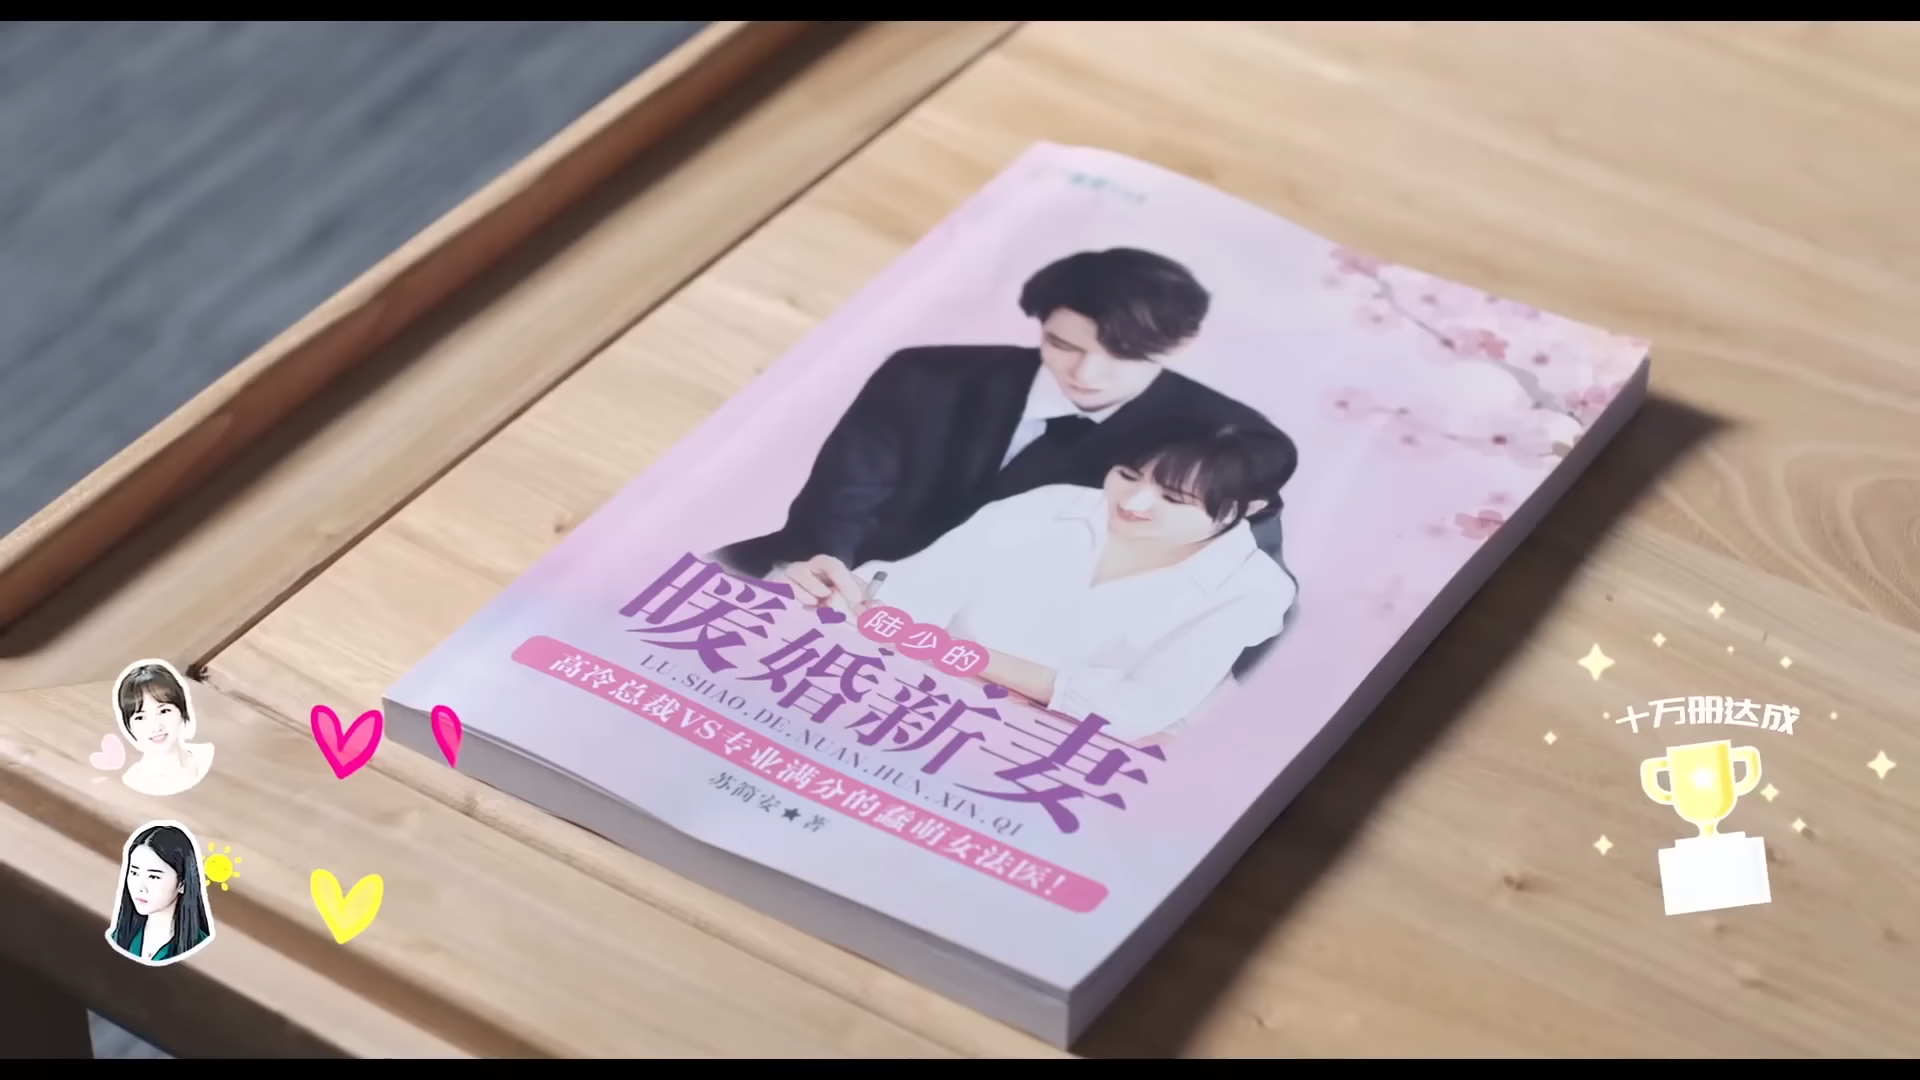 陆少的
暖婚新妻
LU.SHAO.DE.NUAN.HUN.XIN.QI
高冷总裁VS专业满分的蠢萌女法医！
苏简安★著
十万册达成